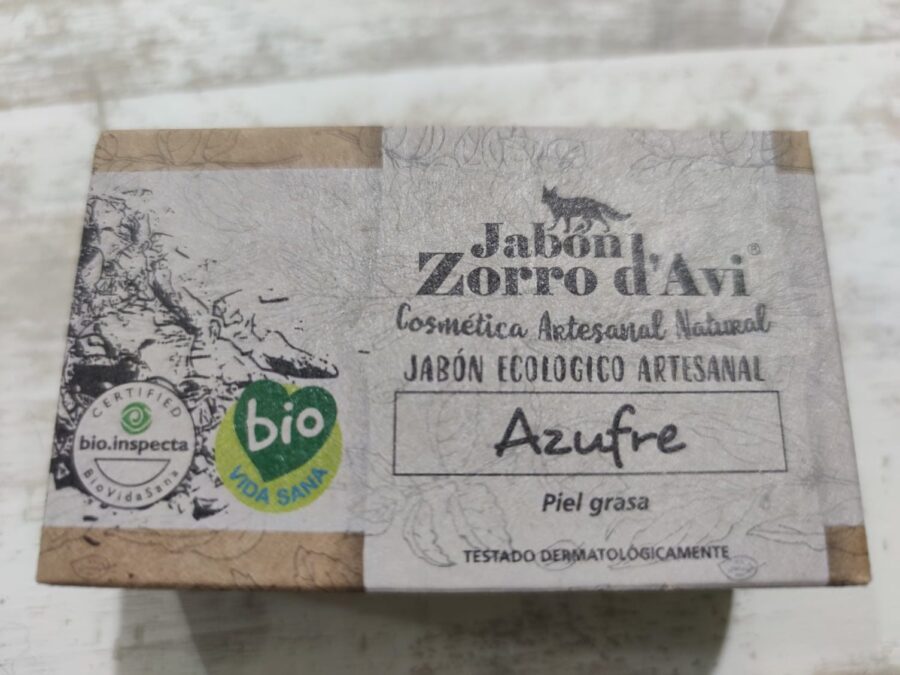 Jabón
Zorro d'Avi®
Cosmética Artesanal Natural
JABÓN ECOLOGICO ARTESANAL
Azufre
Piel grasa
TESTADO DERMATOLÓGICAMENTE
CERTIFIED
bio.inspecta
BioVidaSana
bio
VIDA SANA